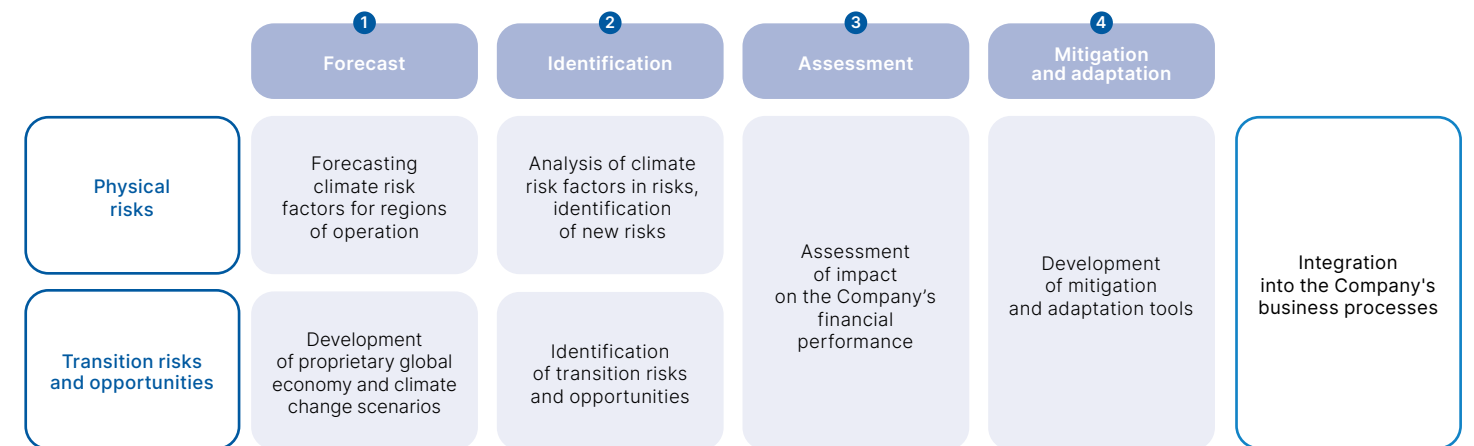 1
Forecast
2
Identification
3
Assessment
4
Mitigation
and adaptation
Physical
risks
Forecasting
climate risk
factors for regions
of operation
Analysis of climate
risk factors in risks,
identification
of new risks
Transition risks
and opportunities
Development
of proprietary global
economy and climate
change scenarios
Identification
of transition risks
and opportunities
Assessment
of impact
on the Company’s
financial
performance
Development
of mitigation
and adaptation tools
Integration
into the Company's
business processes